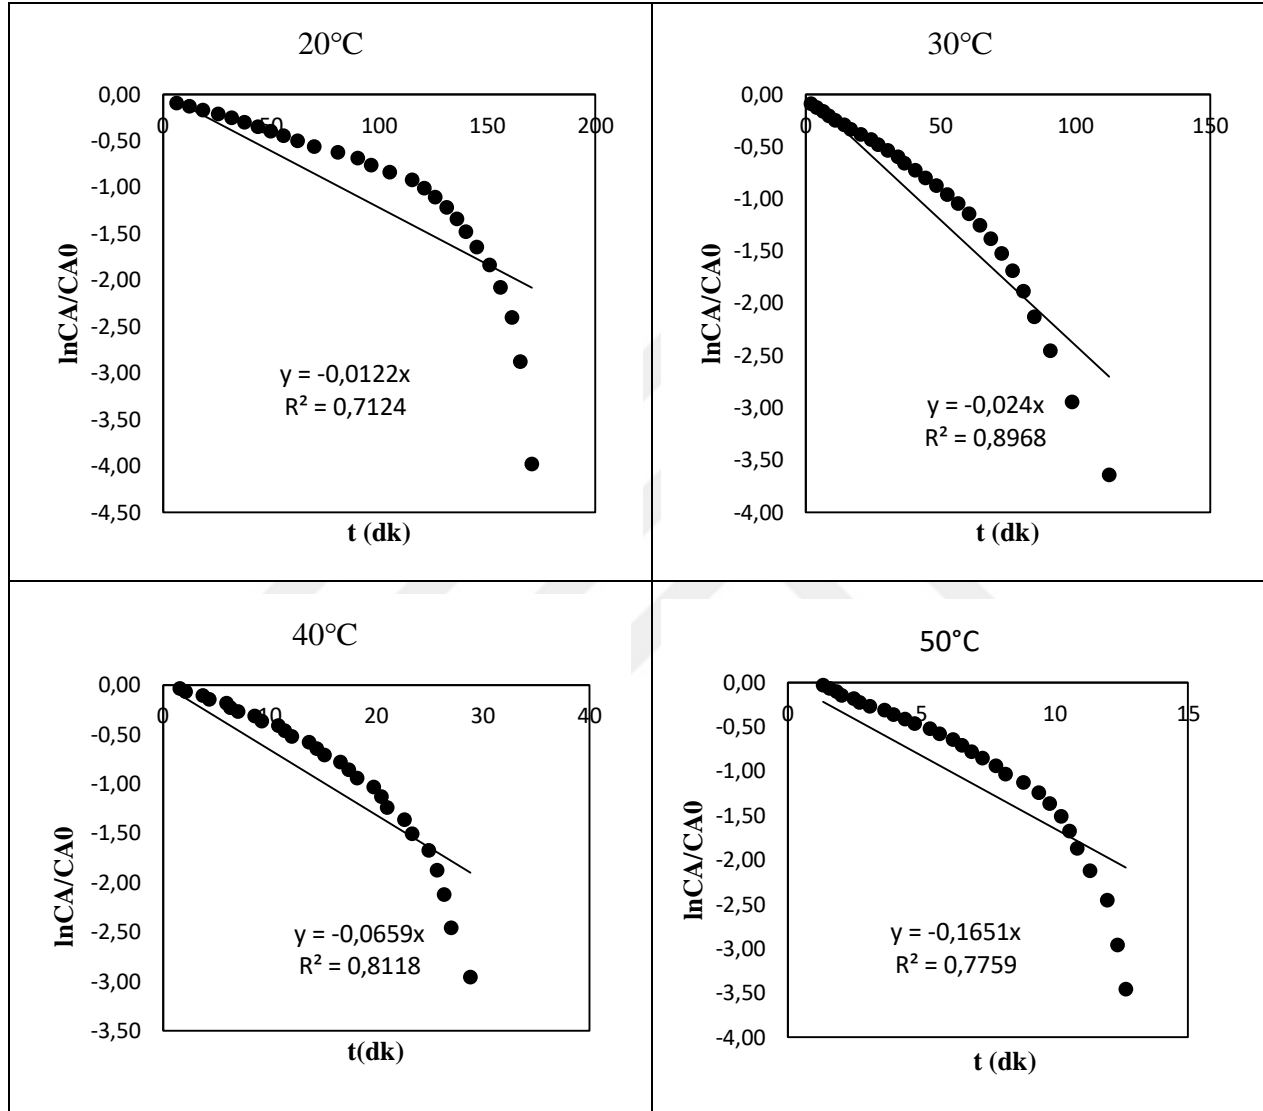 20°C
0,00
-0,50
-1,00
-1,50
-2,00
-2,50
-3,00
-3,50
-4,00
-4,50
0 50 100 150 200
lnCA/CA0
y = -0,0122x
R² = 0,7124
t (dk)
30°C
0,00
-0,50
-1,00
-1,50
-2,00
-2,50
-3,00
-3,50
-4,00
0 50 100 150
lnCA/CA0
y = -0,024x
R² = 0,8968
t (dk)
40°C
0,00
-0,50
-1,00
-1,50
-2,00
-2,50
-3,00
-3,50
0 10 20 30 40
lnCA/CA0
y = -0,0659x
R² = 0,8118
t(dk)
50°C
0,00
-0,50
-1,00
-1,50
-2,00
-2,50
-3,00
-3,50
-4,00
0 5 10 15
lnCA/CA0
y = -0,1651x
R² = 0,7759
t (dk)